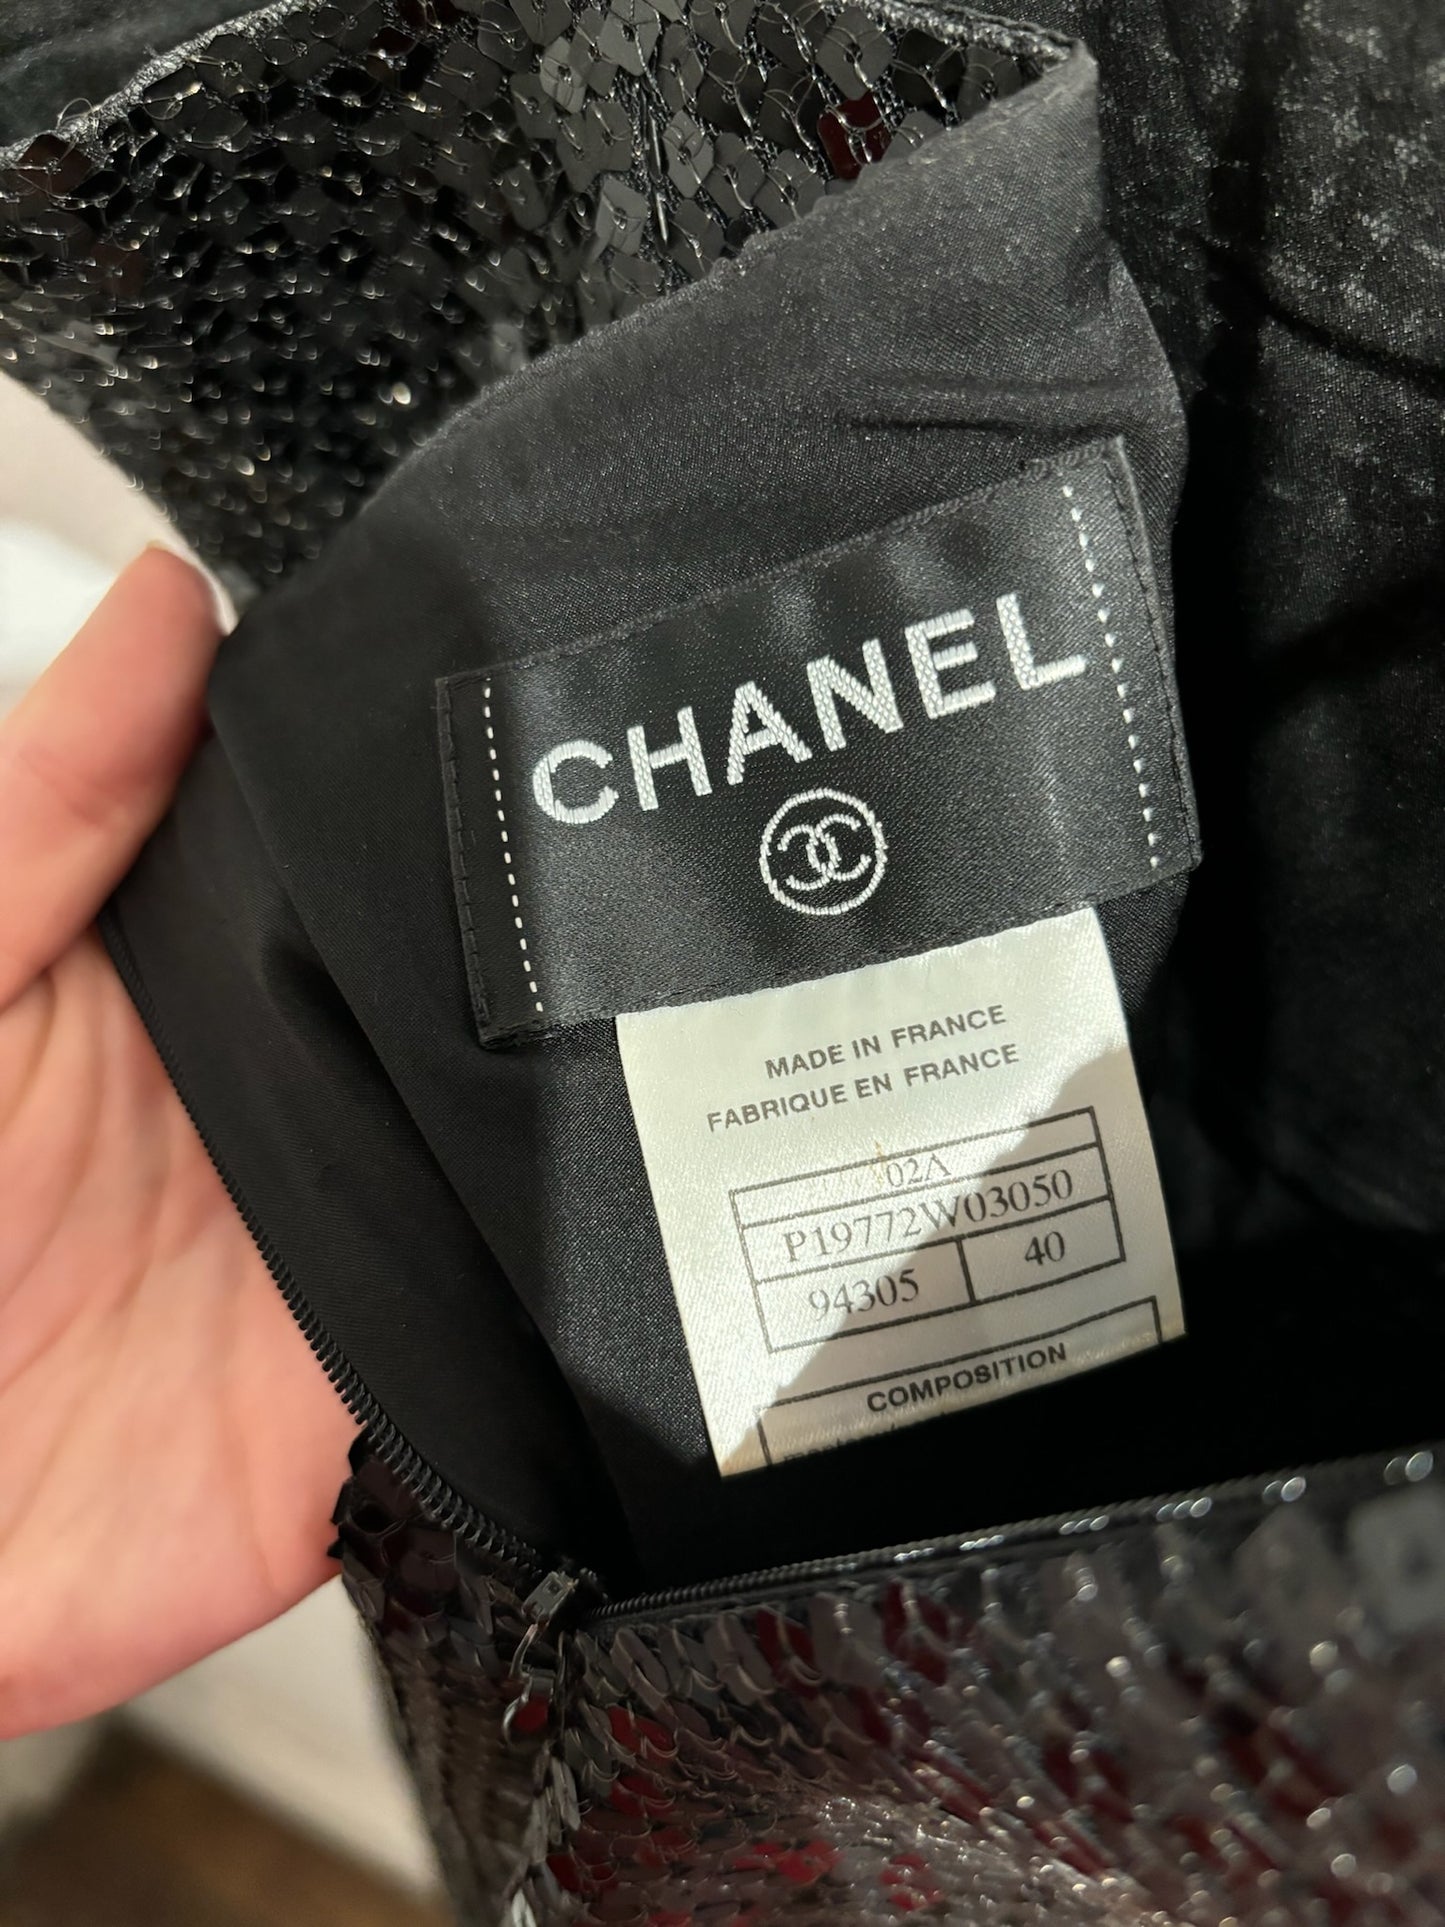 CHANEL
MADE IN FRANCE
FABRIQUE EN FRANCE
02A
P19772W03050
94305 40
COMPOSITION